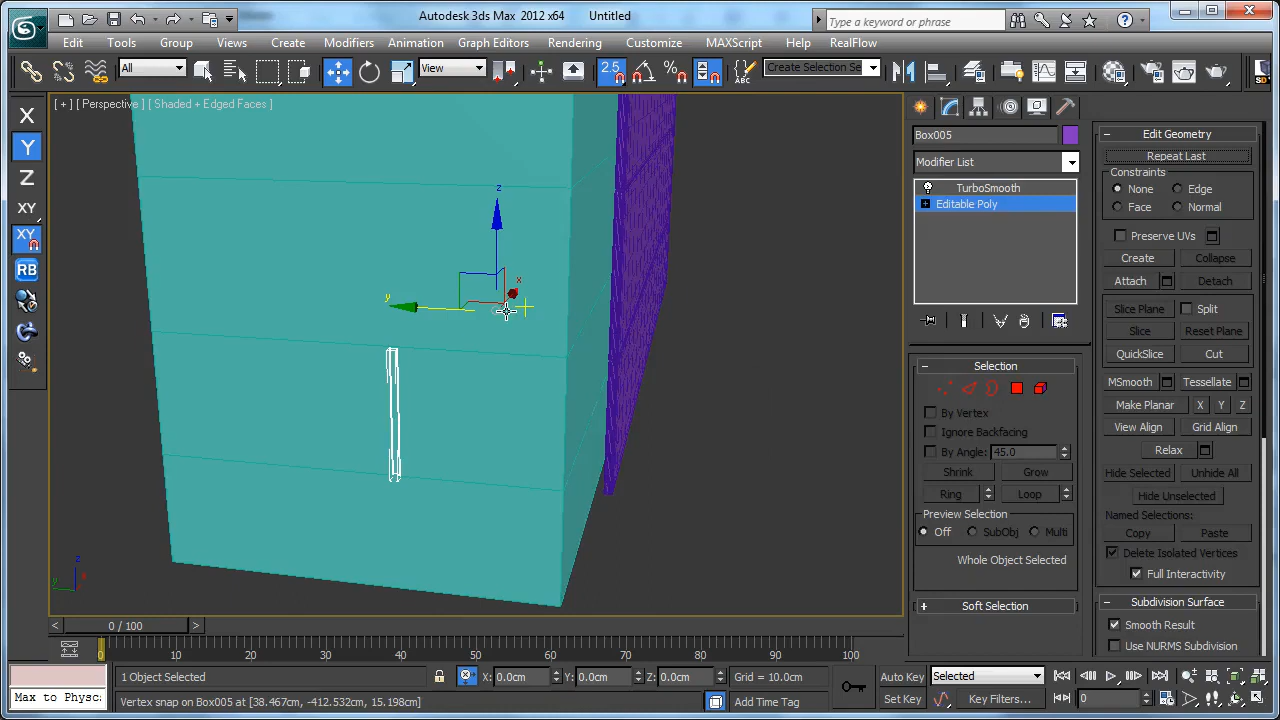 Autodesk 3ds Max 2012 x64 Untitled
Type a keyword or phrase
Edit Tools Group Views Create Modifiers Animation Graph Editors Rendering Customize MAXScript Help RealFlow
All View 2.5 Create Selection Se
[ + ] [ Perspective ] [ Shaded + Edged Faces ]
X
Y
Z
XY
XY
RB
z
x
y
Box005
Modifier List
TurboSmooth
Editable Poly
Selection
By Vertex
Ignore Backfacing
By Angle: 45.0
Shrink Grow
Ring Loop
Preview Selection
Off SubObj Multi
Whole Object Selected
Soft Selection
Edit Geometry
Repeat Last
Constraints
None Edge
Face Normal
Preserve UVs
Create Collapse
Attach Detach
Slice Plane Split
Slice Reset Plane
QuickSlice Cut
MSmooth Tessellate
Make Planar X Y Z
View Align Grid Align
Relax
Hide Selected Unhide All
Hide Unselected
Named Selections:
Copy Paste
Delete Isolated Vertices
Full Interactivity
Subdivision Surface
Smooth Result
Use NURMS Subdivision
z
0 / 100
0 10 20 30 40 50 60 70 80 90 100
1 Object Selected X: 0.0cm Y: 0.0cm Z: 0.0cm Grid = 10.0cm Auto Key Selected
Max to Physca Vertex snap on Box005 at [38.467cm, -412.532cm, 15.198cm] Add Time Tag Set Key Key Filters... 0